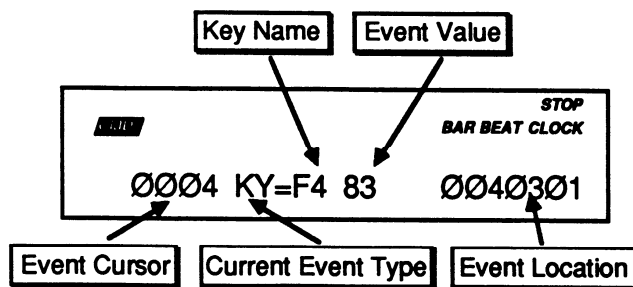 Key Name Event Value
STOP
BAR BEAT CLOCK
ØØØ4 KY=F4 83 ØØ4Ø3Ø1
Event Cursor Current Event Type Event Location